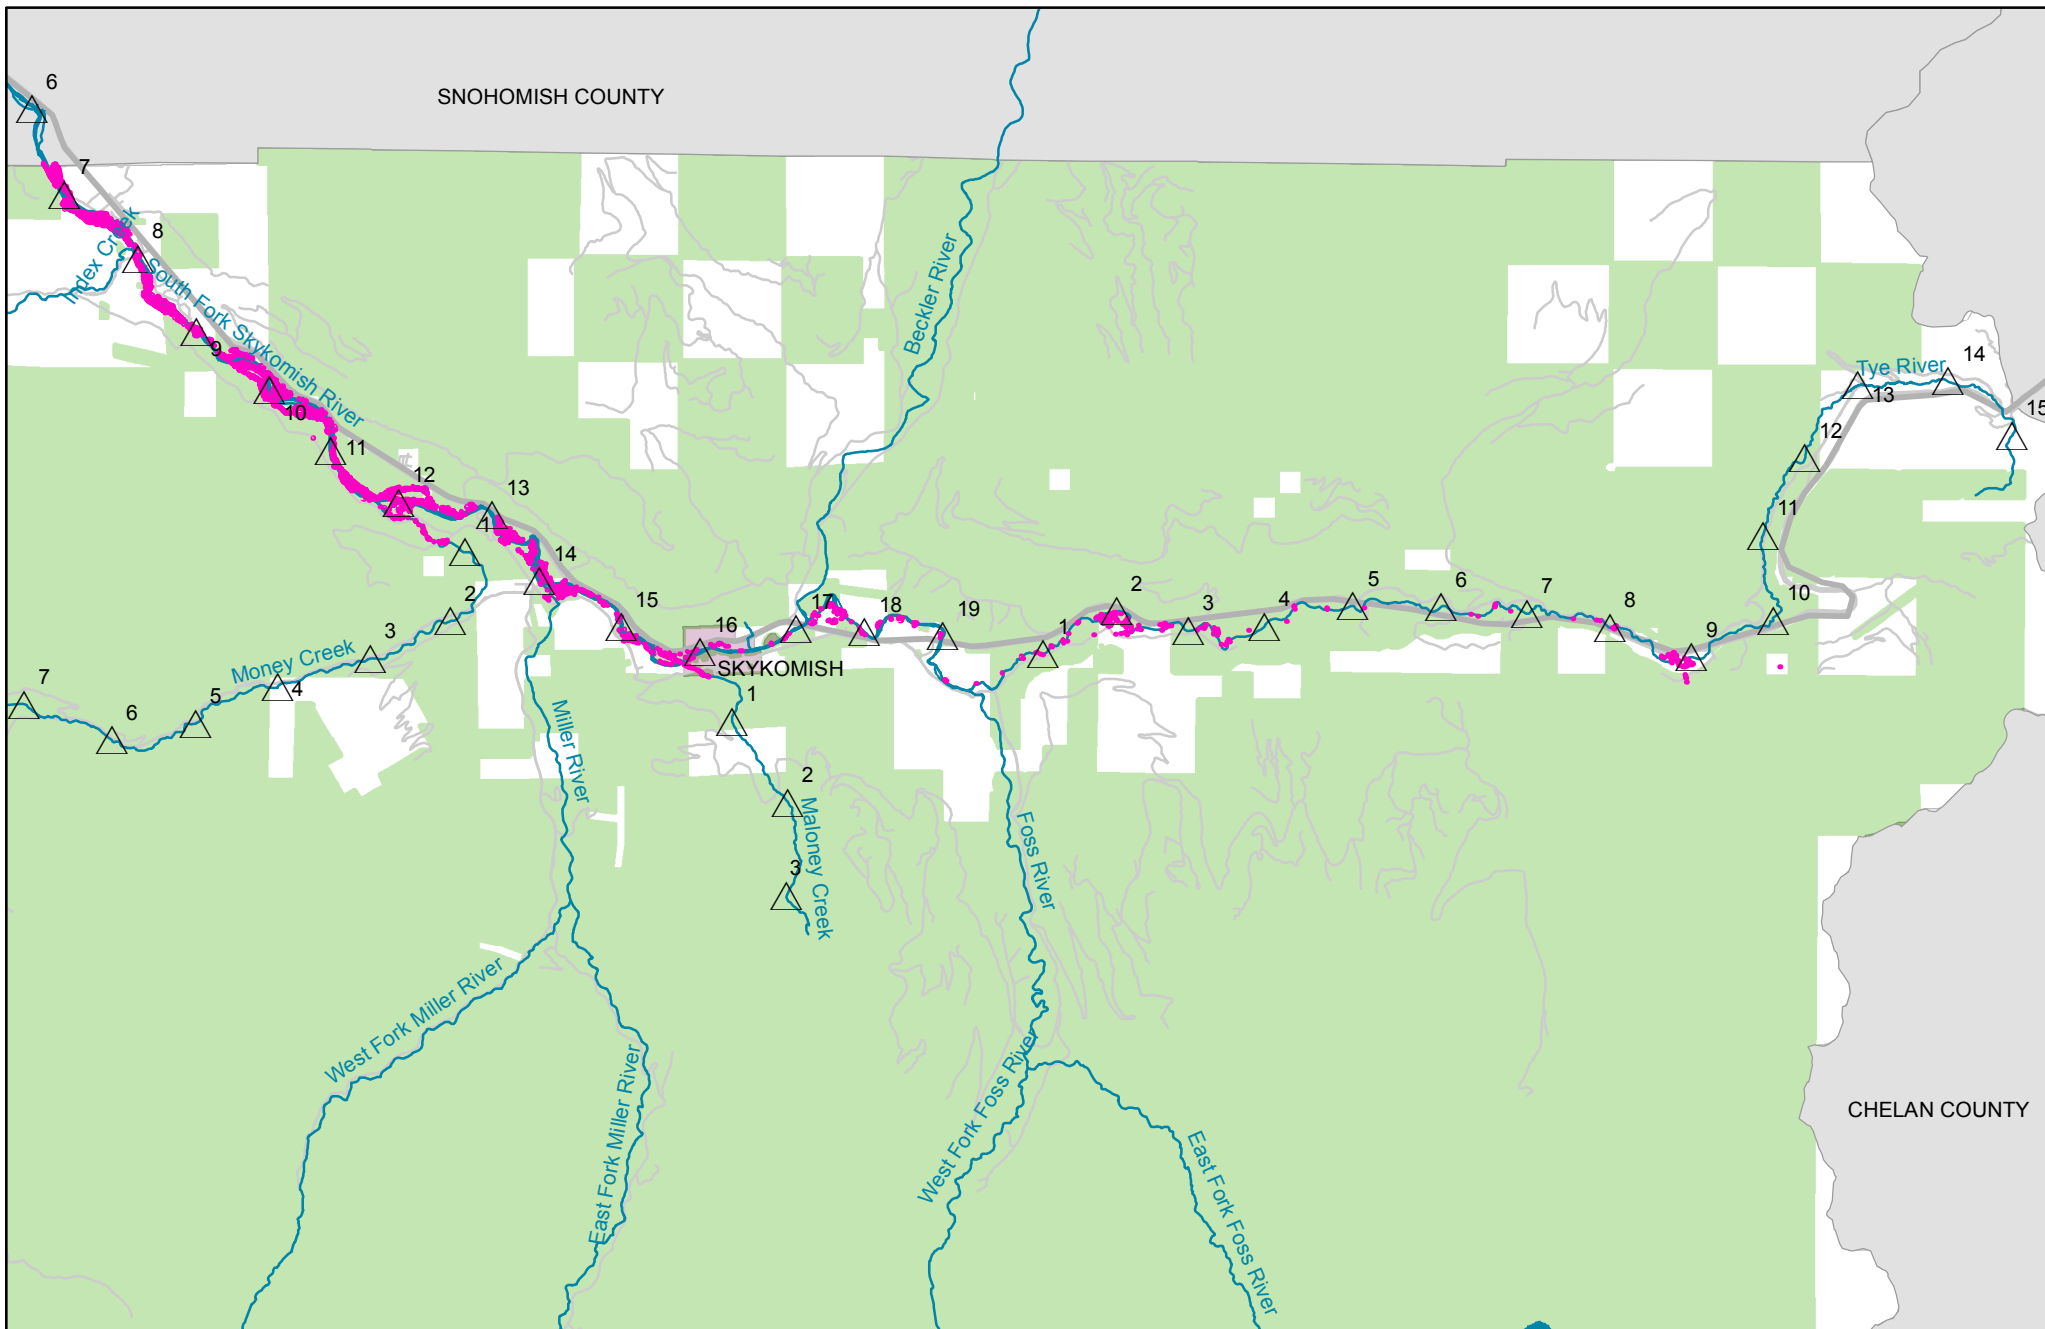 6
SNOHOMISH COUNTY
7
8
Index Creek
South Fork Skykomish River
9
10
11
12
13
1
14
2
3
Money Creek
4
5
6
7
15
16
SKYKOMISH
17
18
19
Beckler River
1
2
3
4
5
6
7
8
9
10
11
12
13
Tye River
14
15
1
2
3
Maloney Creek
Miller River
West Fork Miller River
East Fork Miller River
Foss River
West Fork Foss River
East Fork Foss River
CHELAN COUNTY